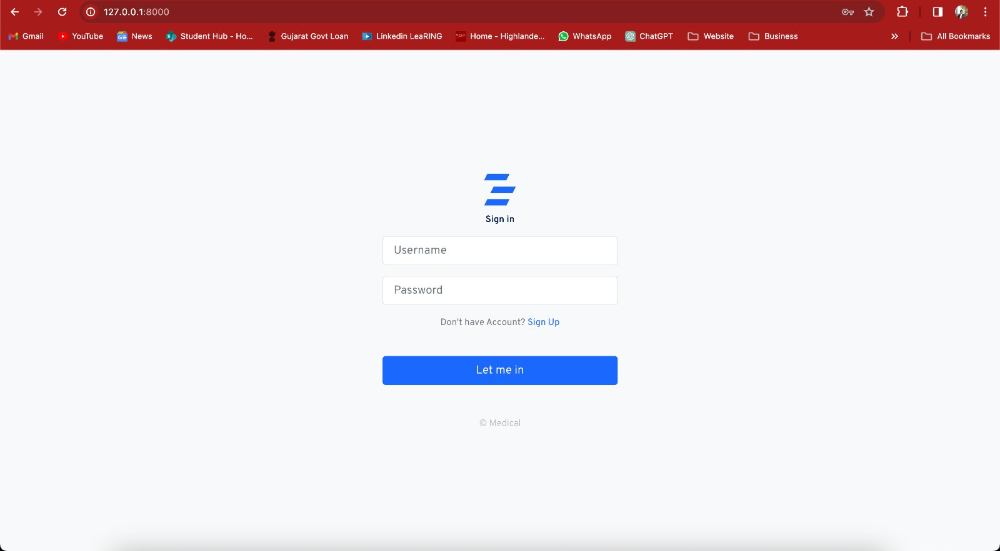 127.0.0.1:8000
Gmail YouTube News Student Hub - Ho... Gujarat Govt Loan Linkedin LeaRING Home - Highlande... WhatsApp ChatGPT Website Business » All Bookmarks
Sign in
Username
Password
Don't have Account? Sign Up
Let me in
© Medical